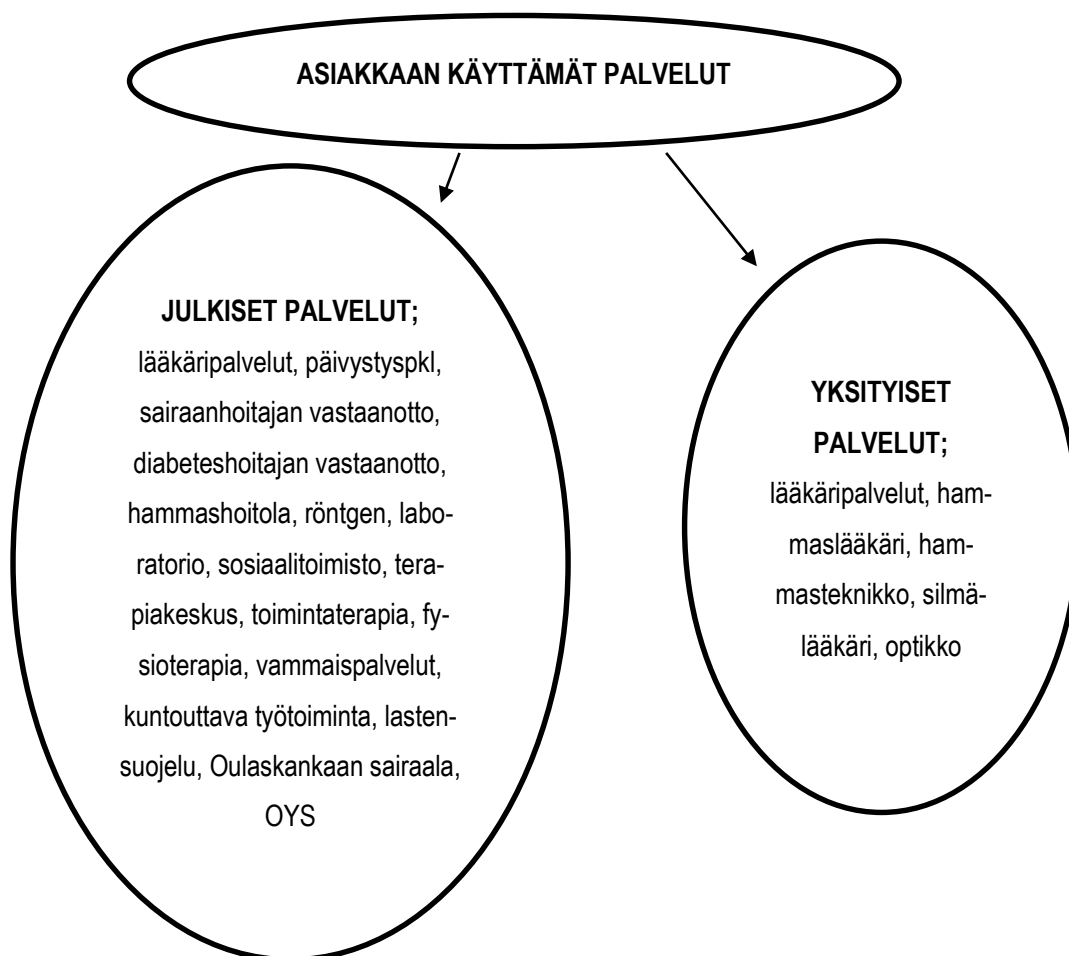 ASIAKKAAN KÄYTTÄMÄT PALVELUT
JULKISET PALVELUT;
lääkäripalvelut, päivystyspkl,
sairaanhoitajan vastaanotto,
diabeteshoitajan vastaanotto,
hammashoitola, röntgen, labo-
ratorio, sosiaalitoimisto, tera-
piakeskus, toimintaterapia, fy-
sioterapia, vammaispalvelut,
kuntouttava työtoiminta, lasten-
suojelu, Oulaskankaan sairaala,
OYS
YKSITYISET
PALVELUT;
lääkäripalvelut, ham-
maslääkäri, ham-
masteknikko, silmä-
lääkäri, optikko